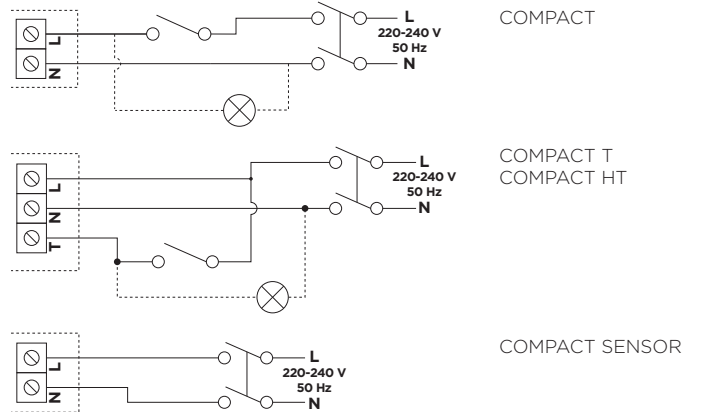 L
N
L
220-240 V
50 Hz
N
COMPACT
L
N
T
L
220-240 V
50 Hz
N
COMPACT T
COMPACT HT
L
N
L
220-240 V
50 Hz
N
COMPACT SENSOR